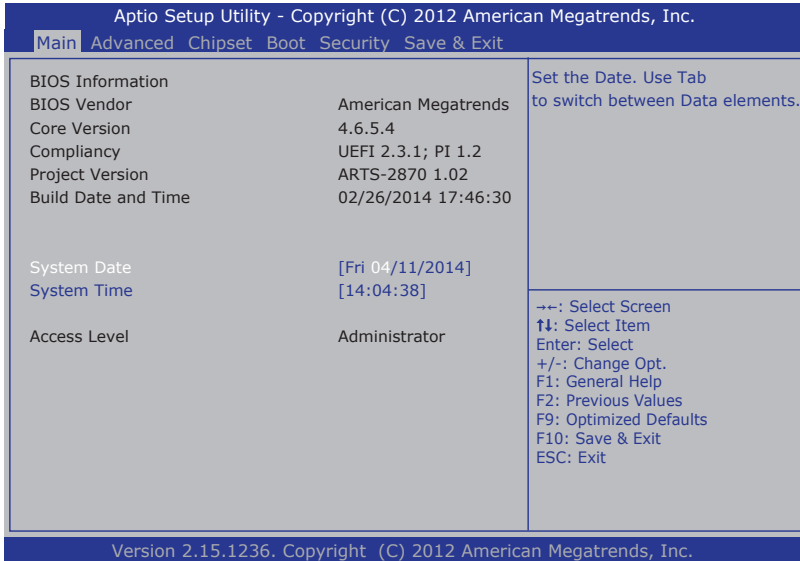 Aptio Setup Utility - Copyright (C) 2012 American Megatrends, Inc.
Main Advanced Chipset Boot Security Save & Exit
BIOS Information
BIOS Vendor American Megatrends
Core Version 4.6.5.4
Compliancy UEFI 2.3.1; PI 1.2
Project Version ARTS-2870 1.02
Build Date and Time 02/26/2014 17:46:30
System Date [Fri 04/11/2014]
System Time [14:04:38]
Access Level Administrator
Set the Date. Use Tab
to switch between Data elements.
→←: Select Screen
↑↓: Select Item
Enter: Select
+/-: Change Opt.
F1: General Help
F2: Previous Values
F9: Optimized Defaults
F10: Save & Exit
ESC: Exit
Version 2.15.1236. Copyright (C) 2012 American Megatrends, Inc.